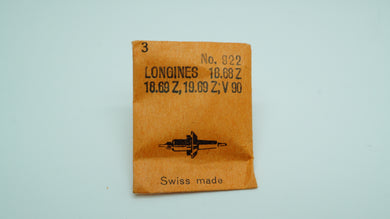 3
No. 922
LONGINES 18.68 Z
18.69 Z, 19.69 Z; V 90
Swiss made